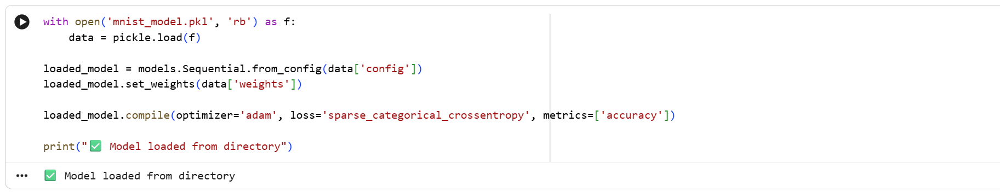 with open('mnist_model.pkl', 'rb') as f:
    data = pickle.load(f)
loaded_model = models.Sequential.from_config(data['config'])
loaded_model.set_weights(data['weights'])
loaded_model.compile(optimizer='adam', loss='sparse_categorical_crossentropy', metrics=['accuracy'])
print("✅ Model loaded from directory")
✅ Model loaded from directory